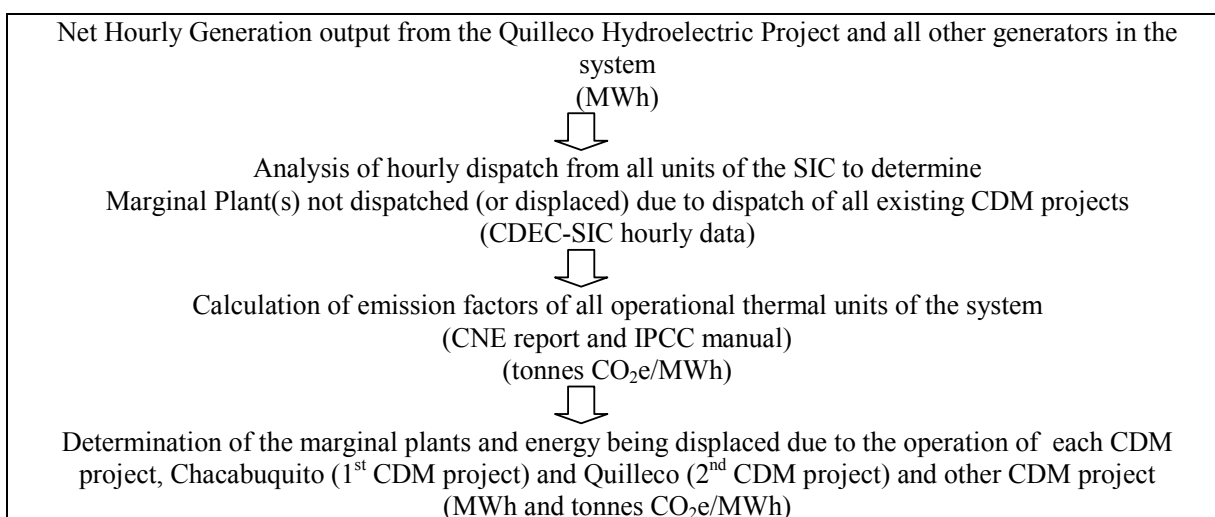 Net Hourly Generation output from the Quilleco Hydroelectric Project and all other generators in the
system
(MWh)
Analysis of hourly dispatch from all units of the SIC to determine
Marginal Plant(s) not dispatched (or displaced) due to dispatch of all existing CDM projects
(CDEC-SIC hourly data)
Calculation of emission factors of all operational thermal units of the system
(CNE report and IPCC manual)
(tonnes CO₂e/MWh)
Determination of the marginal plants and energy being displaced due to the operation of each CDM
project, Chacabuquito (1st CDM project) and Quilleco (2nd CDM project) and other CDM project
(MWh and tonnes CO₂e/MWh)